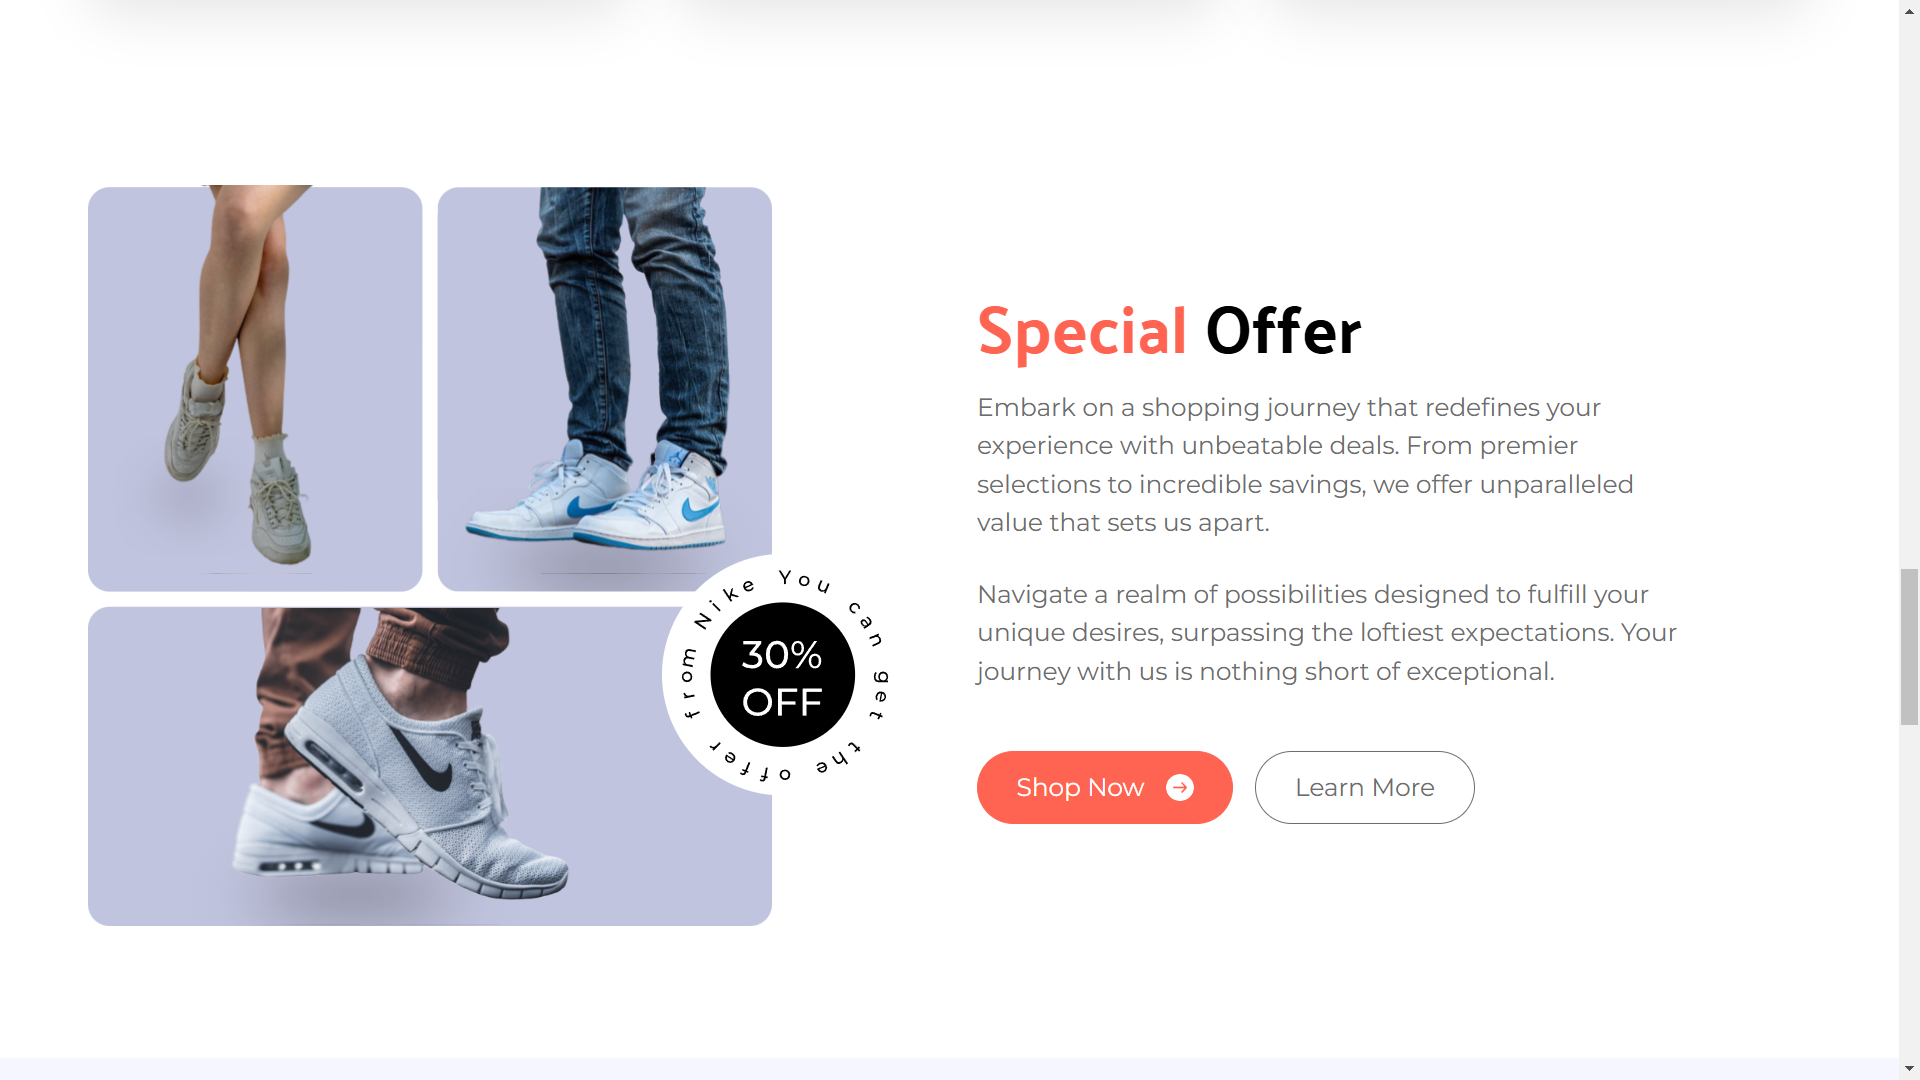 You can get the offer from Nike
30%
OFF
Special Offer
Embark on a shopping journey that redefines your
experience with unbeatable deals. From premier
selections to incredible savings, we offer unparalleled
value that sets us apart.
Navigate a realm of possibilities designed to fulfill your
unique desires, surpassing the loftiest expectations. Your
journey with us is nothing short of exceptional.
Shop Now
Learn More